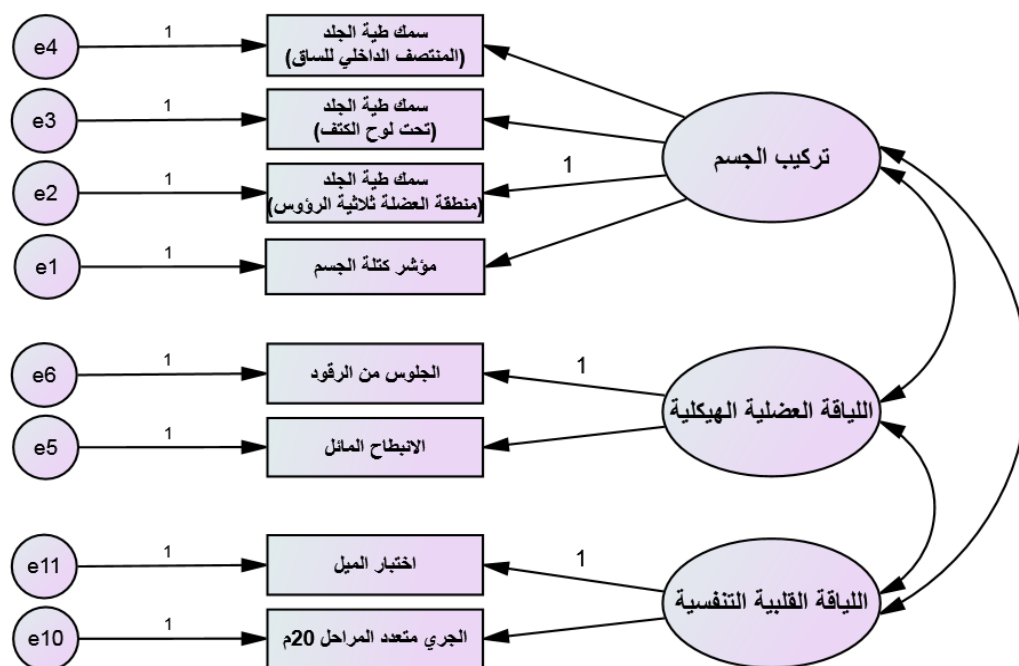 e4
1
سمك طية الجلد
(المنتصف الداخلي للساق)
e3
1
سمك طية الجلد
(تحت لوح الكتف)
e2
1
سمك طية الجلد
(منطقة العضلة ثلاثية الرؤوس)
1
تركيب الجسم
e1
1
مؤشر كتلة الجسم
e6
1
الجلوس من الرقود
1
اللياقة العضلية الهيكلية
e5
1
الانبطاح المائل
e11
1
اختبار الميل
1
اللياقة القلبية التنفسية
e10
1
الجري متعدد المراحل 20م